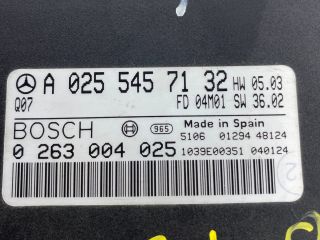 A 025 545 71 32 HW 05.03
Q07 FD 04M01 SW 36.02
BOSCH 965 Made in Spain
5106 01294 48124
0 263 004 025 1039E00351 040124
2